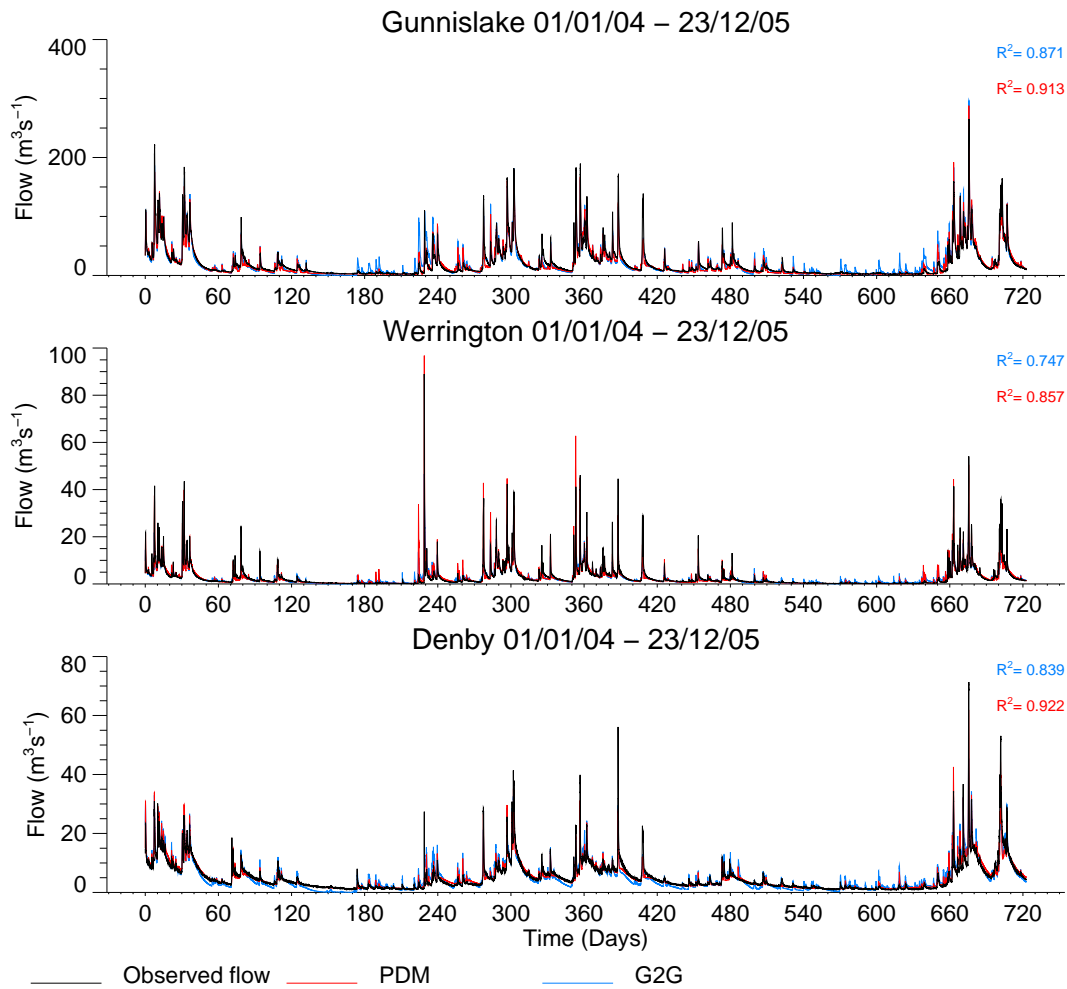 Gunnislake 01/01/04 – 23/12/05
400
200
0
Flow (m³s⁻¹)
R²= 0.871
R²= 0.913
0 60 120 180 240 300 360 420 480 540 600 660 720
Werrington 01/01/04 – 23/12/05
100
80
60
40
20
0
Flow (m³s⁻¹)
R²= 0.747
R²= 0.857
0 60 120 180 240 300 360 420 480 540 600 660 720
Denby 01/01/04 – 23/12/05
80
60
40
20
0
Flow (m³s⁻¹)
R²= 0.839
R²= 0.922
0 60 120 180 240 300 360 420 480 540 600 660 720
Time (Days)
Observed flow PDM G2G